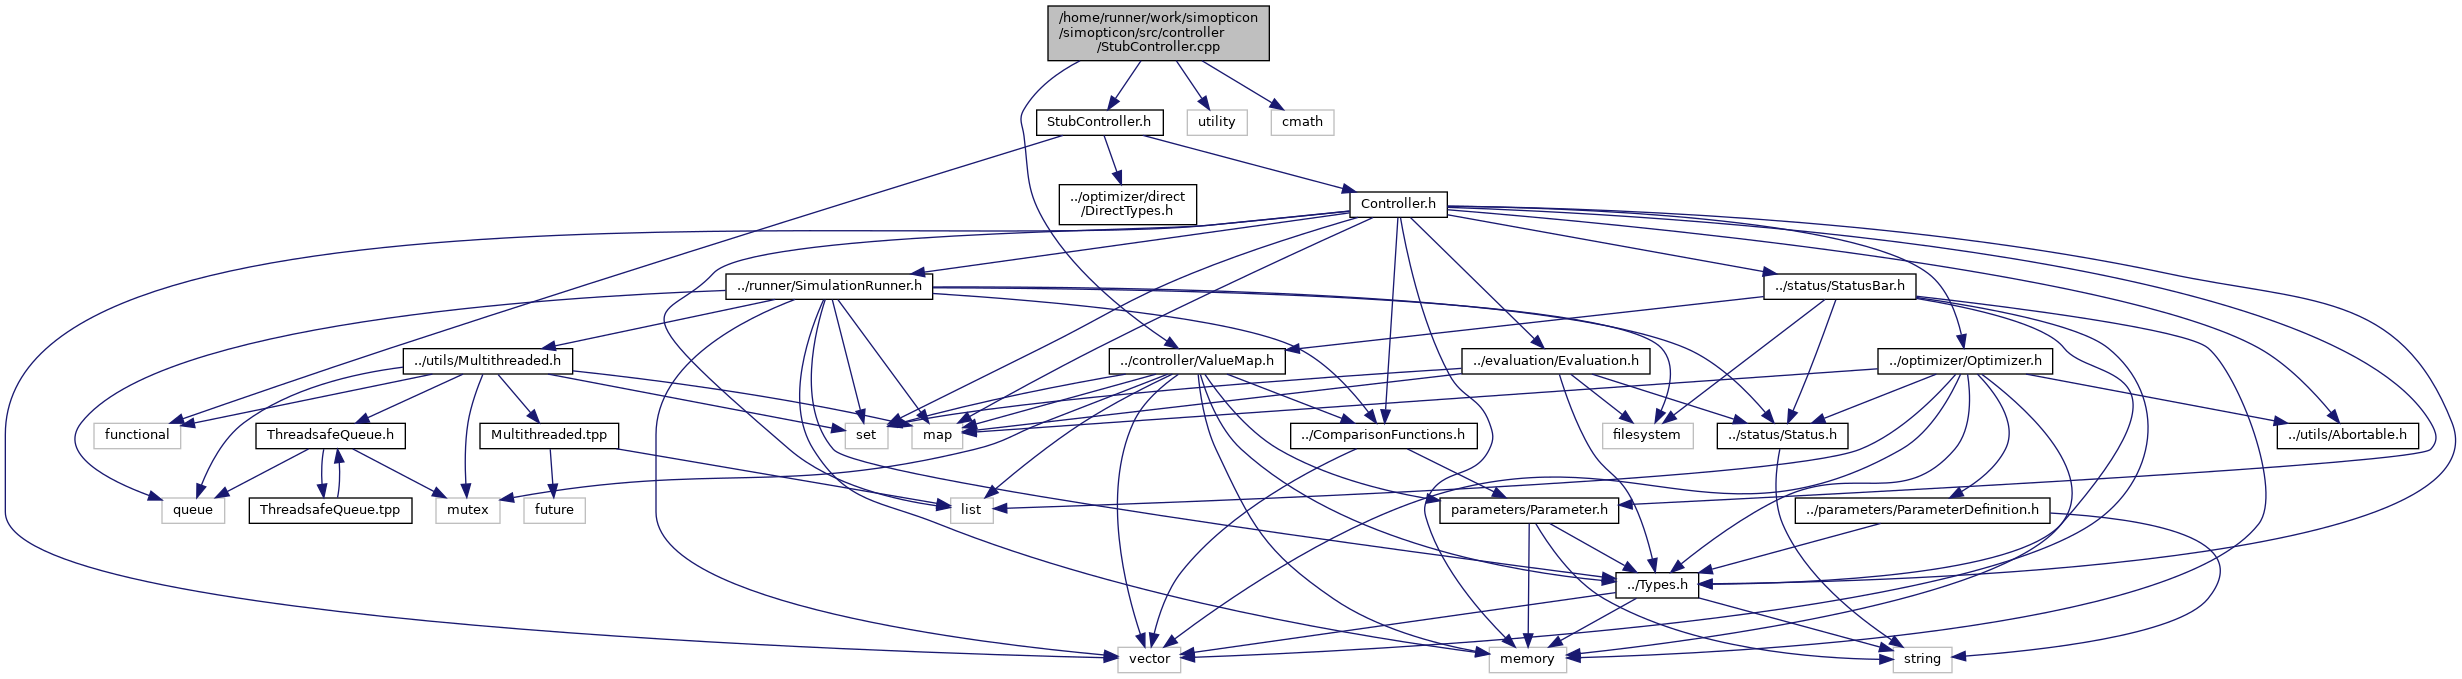 /home/runner/work/simopticon
/simopticon/src/controller
/StubController.cpp
StubController.h
utility
cmath
../optimizer/direct
/DirectTypes.h
Controller.h
../runner/SimulationRunner.h
../status/StatusBar.h
../utils/Multithreaded.h
../controller/ValueMap.h
../evaluation/Evaluation.h
../optimizer/Optimizer.h
functional
ThreadsafeQueue.h
Multithreaded.tpp
set
map
../ComparisonFunctions.h
filesystem
../status/Status.h
../utils/Abortable.h
queue
ThreadsafeQueue.tpp
mutex
future
list
parameters/Parameter.h
../parameters/ParameterDefinition.h
../Types.h
vector
memory
string